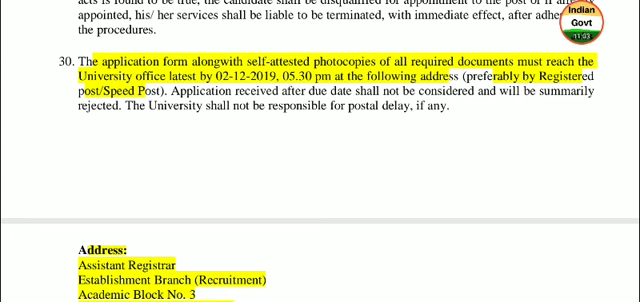 acts is found to be true, the candidate shall be disqualified for appointment to the post or if already
appointed, his/ her services shall be liable to be terminated, with immediate effect, after
the procedures.
Indian
Govt
11:03
30. The application form alongwith self-attested photocopies of all required documents must reach the
University office latest by 02-12-2019, 05.30 pm at the following address (preferably by Registered
post/Speed Post). Application received after due date shall not be considered and will be summarily
rejected. The University shall not be responsible for postal delay, if any.
Address:
Assistant Registrar
Establishment Branch (Recruitment)
Academic Block No. 3